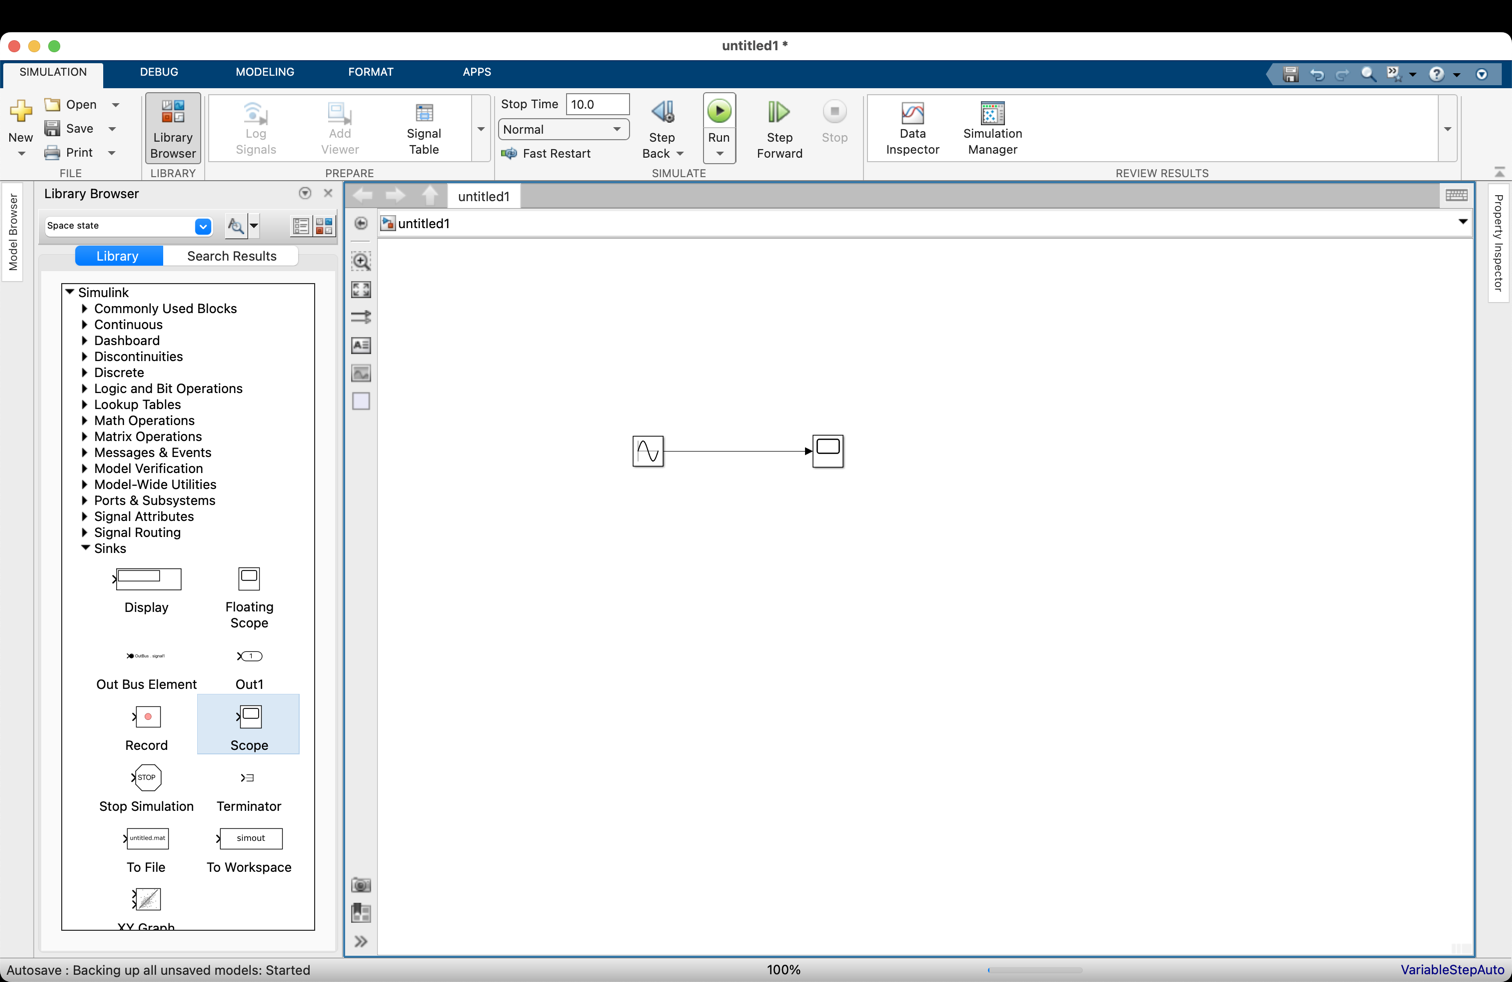 untitled1 *
SIMULATION DEBUG MODELING FORMAT APPS
New
Open
Save
Print
FILE
Library
Browser
LIBRARY
Log
Signals
Add
Viewer
Signal
Table
PREPARE
Stop Time 10.0
Normal
Fast Restart
Step
Back
Run
Step
Forward
Stop
SIMULATE
Data
Inspector
Simulation
Manager
REVIEW RESULTS
Model Browser
Library Browser
Space state
Library Search Results
Simulink
Commonly Used Blocks
Continuous
Dashboard
Discontinuities
Discrete
Logic and Bit Operations
Lookup Tables
Math Operations
Matrix Operations
Messages & Events
Model Verification
Model-Wide Utilities
Ports & Subsystems
Signal Attributes
Signal Routing
Sinks
Display
Floating
Scope
OutBus . signal1
Out Bus Element
1
Out1
Record
Scope
STOP
Stop Simulation
Terminator
untitled.mat
To File
simout
To Workspace
XY Graph
untitled1
untitled1
Property Inspector
Autosave : Backing up all unsaved models: Started
100%
VariableStepAuto